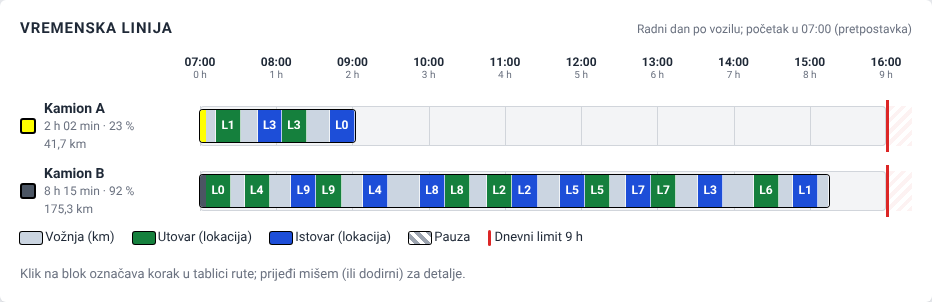 VREMENSKA LINIJA
Radni dan po vozilu; početak u 07:00 (pretpostavka)
07:00 08:00 09:00 10:00 11:00 12:00 13:00 14:00 15:00 16:00
0 h 1 h 2 h 3 h 4 h 5 h 6 h 7 h 8 h 9 h
Kamion A
2 h 02 min · 23 %
41,7 km
L1 L3 L3 L0
Kamion B
8 h 15 min · 92 %
175,3 km
L0 L4 L9 L9 L4 L8 L8 L2 L2 L5 L5 L7 L7 L3 L6 L1
Vožnja (km) Utovar (lokacija) Istovar (lokacija) Pauza Dnevni limit 9 h
Klik na blok označava korak u tablici rute; prijeđi mišem (ili dodirni) za detalje.